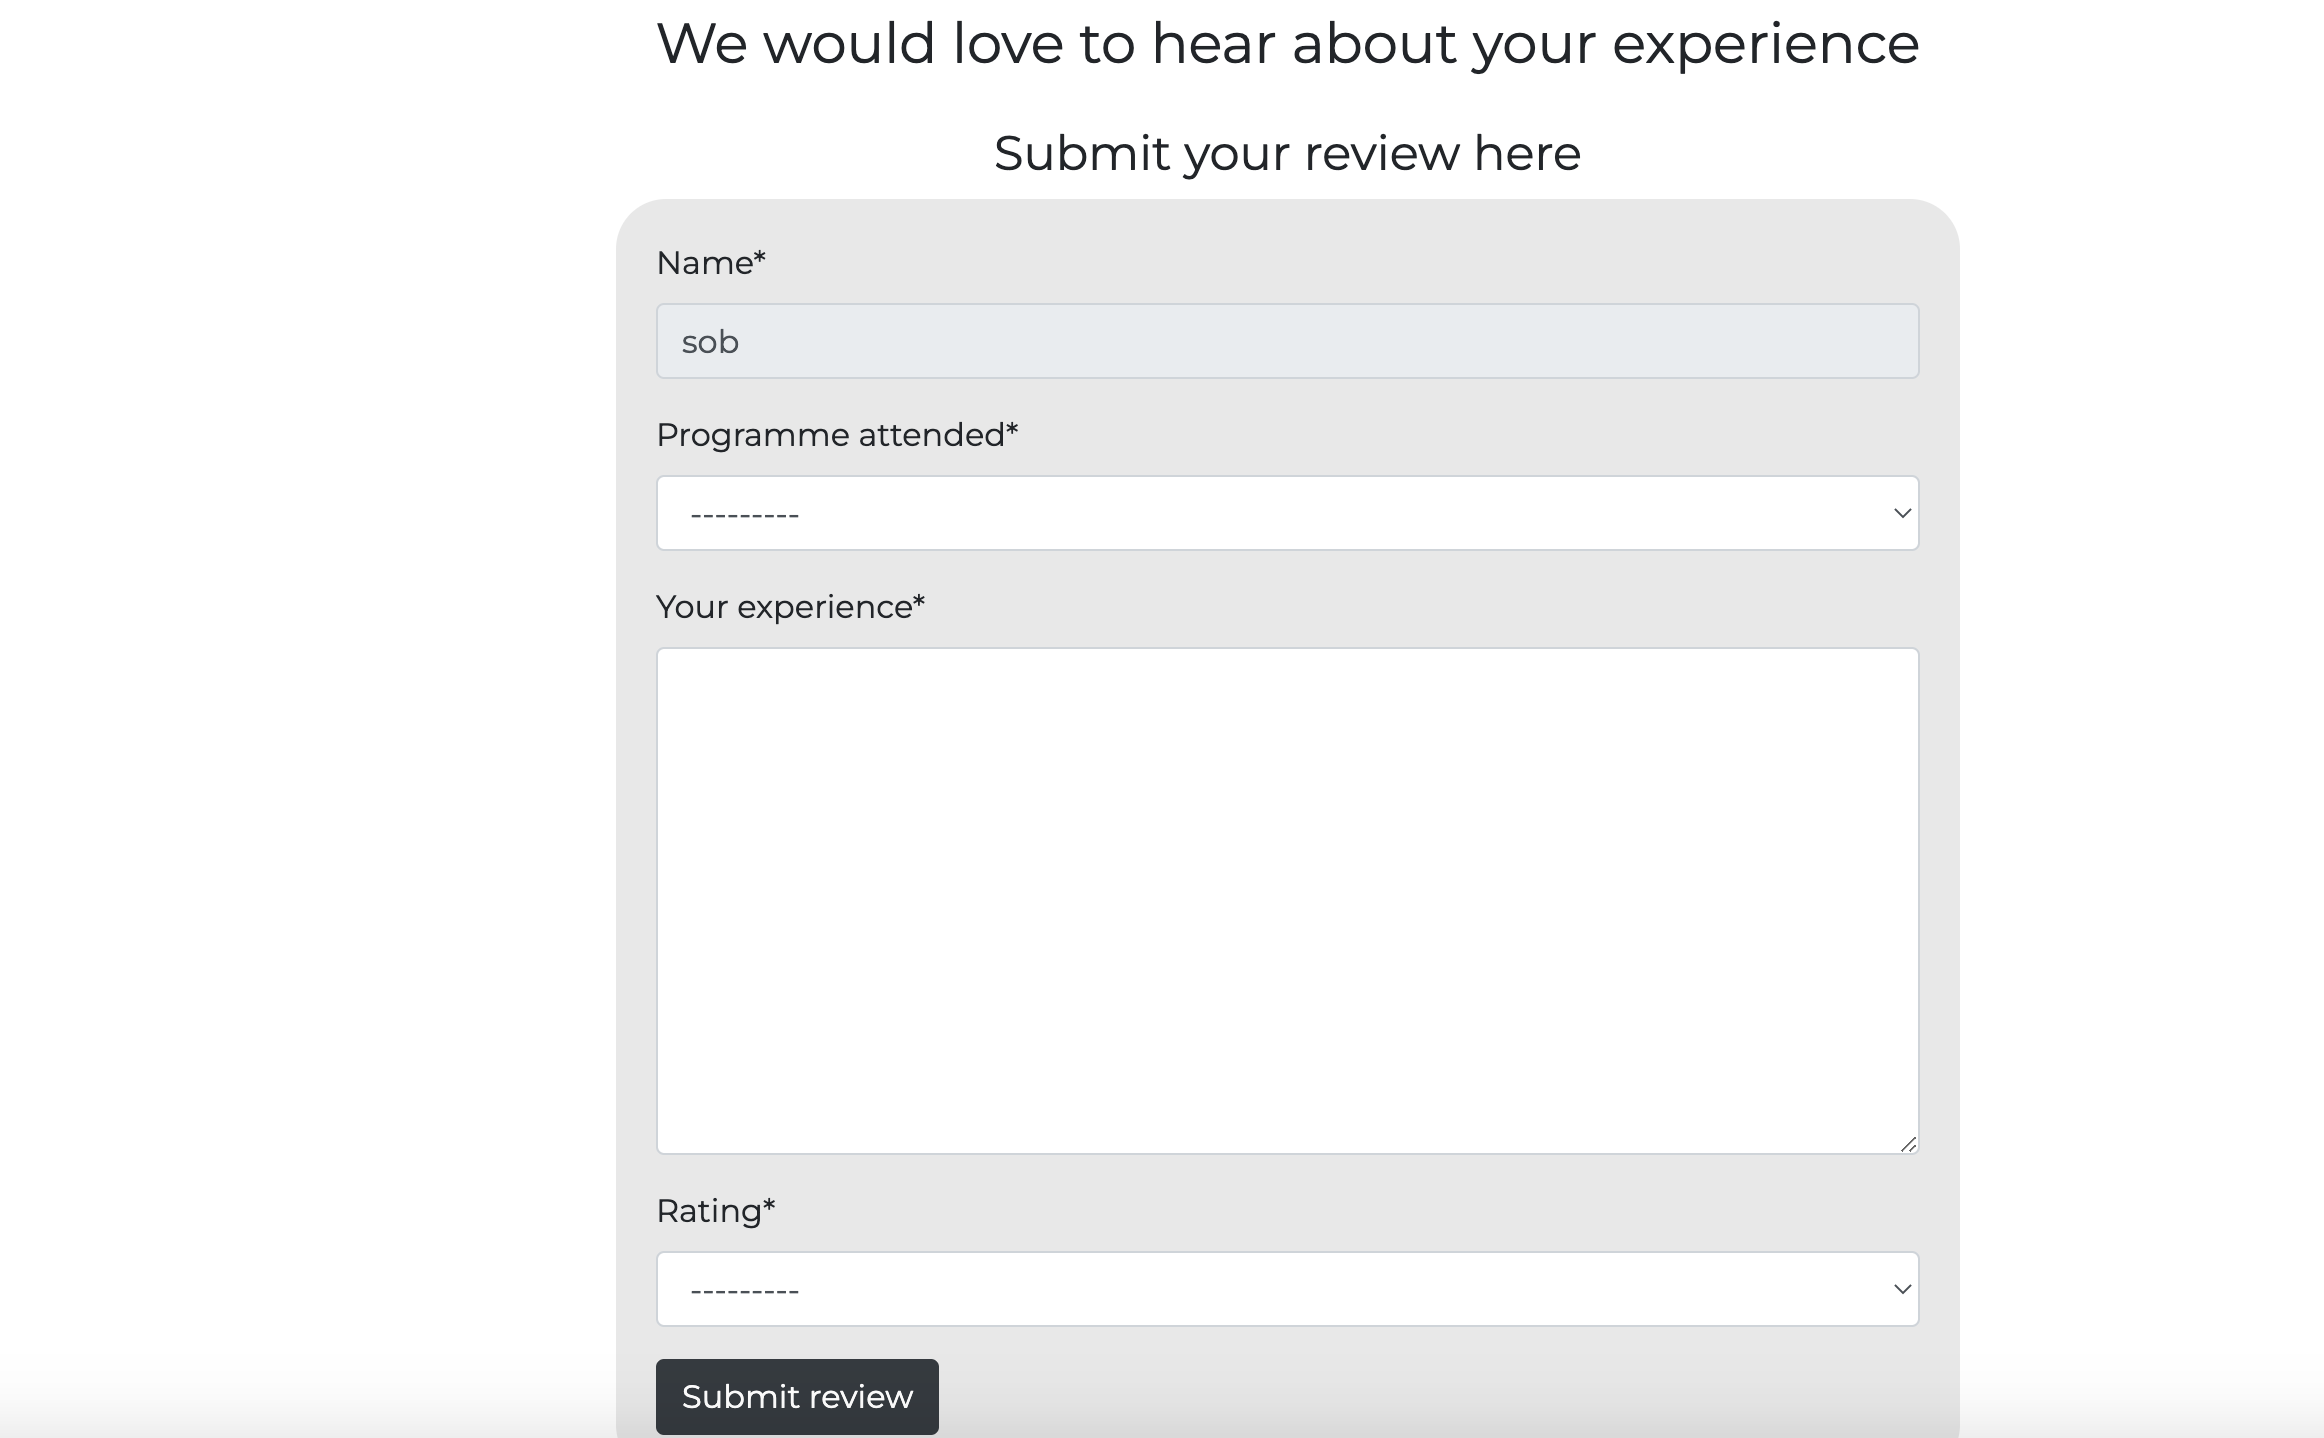 We would love to hear about your experience
Submit your review here
Name*
sob
Programme attended*
---------
Your experience*
Rating*
---------
Submit review